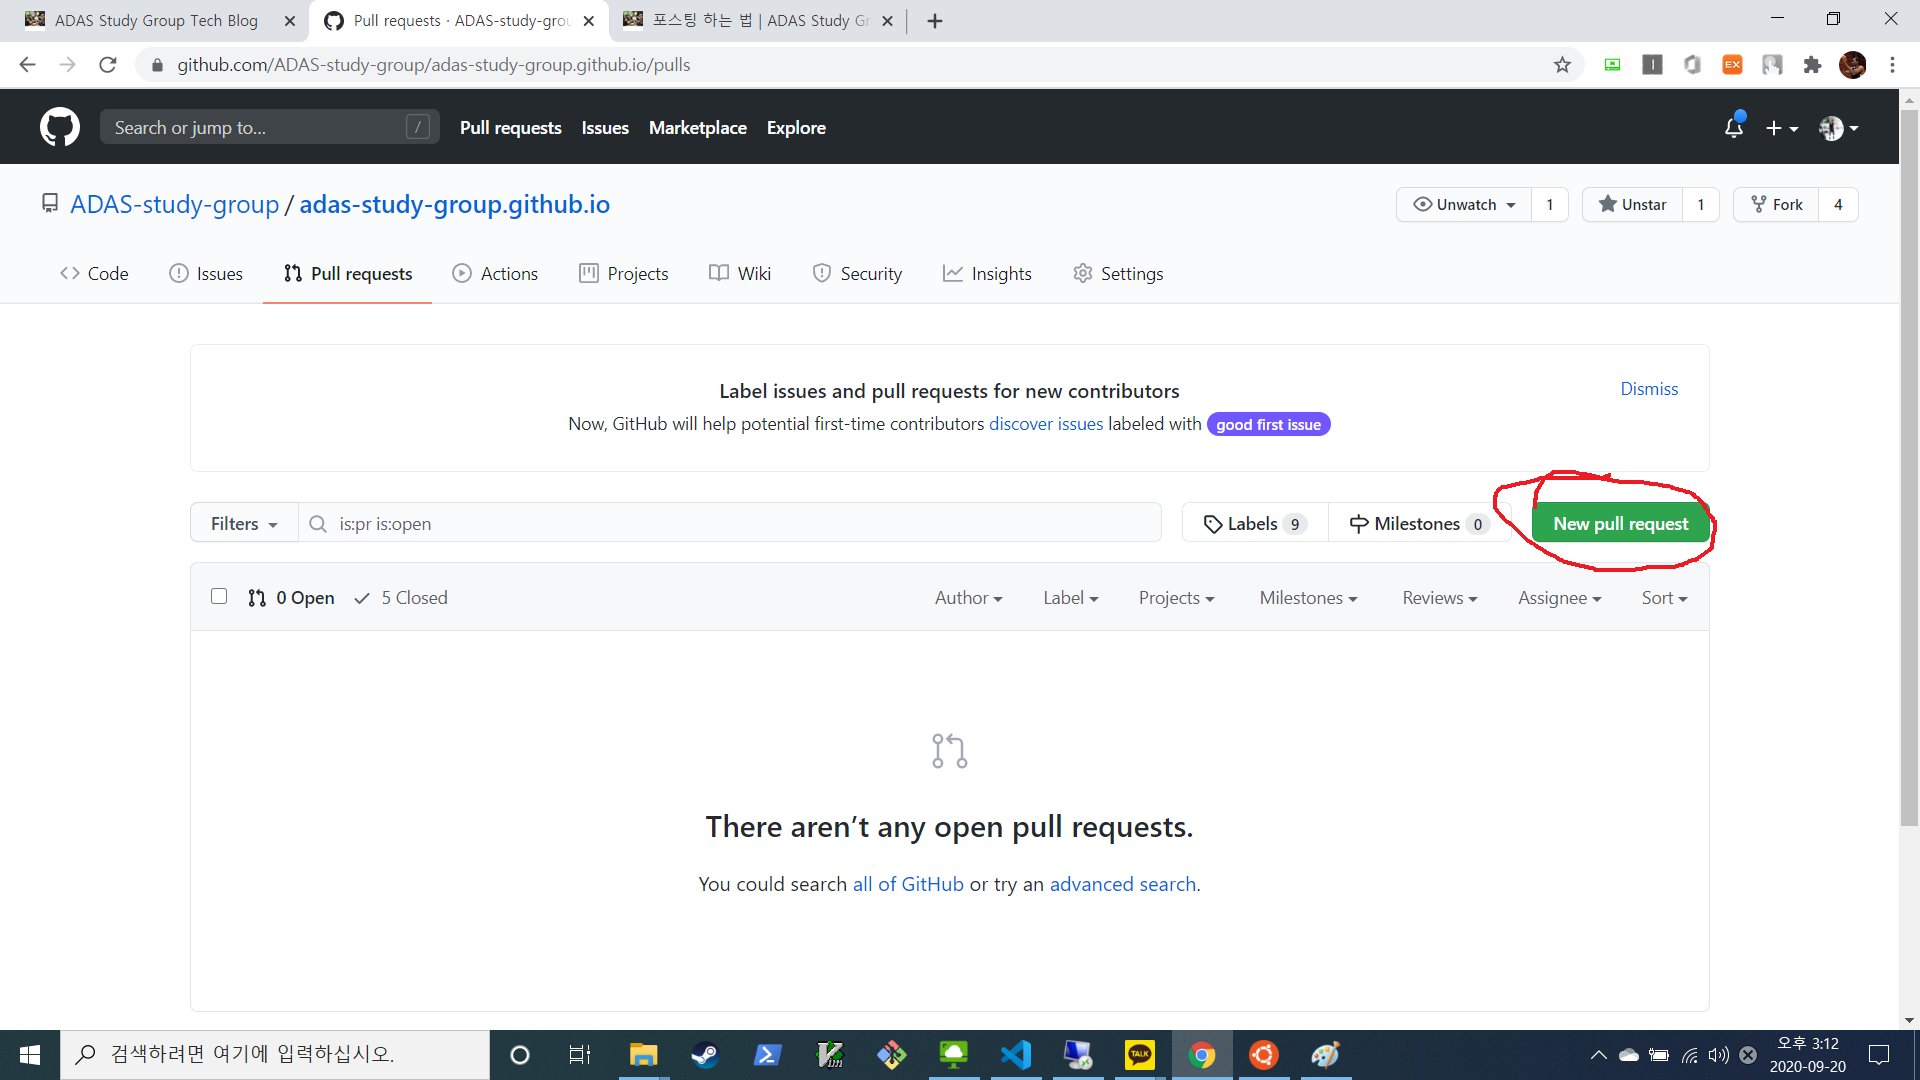 ADAS Study Group Tech Blog
Pull requests · ADAS-study-grou
포스팅 하는 법 | ADAS Study Gr
github.com/ADAS-study-group/adas-study-group.github.io/pulls
Search or jump to...
/
Pull requests
Issues
Marketplace
Explore
ADAS-study-group / adas-study-group.github.io
Unwatch 1
Unstar 1
Fork 4
Code
Issues
Pull requests
Actions
Projects
Wiki
Security
Insights
Settings
Label issues and pull requests for new contributors
Dismiss
Now, GitHub will help potential first-time contributors discover issues labeled with good first issue
Filters
is:pr is:open
Labels 9
Milestones 0
New pull request
0 Open
5 Closed
Author
Label
Projects
Milestones
Reviews
Assignee
Sort
There aren’t any open pull requests.
You could search all of GitHub or try an advanced search.
검색하려면 여기에 입력하십시오.
TALK
오후 3:12
2020-09-20